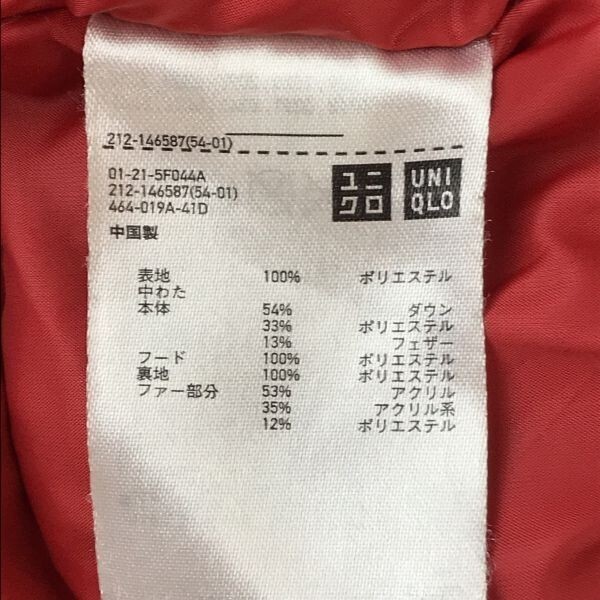 212-146587(54-01)
01-21-5F044A
212-146587(54-01)
464-019A-41D
中国製
ユニ
クロ
UNI
QLO
表地 100% ポリエステル
中わた
本体 54% ダウン
33% ポリエステル
13% フェザー
フード 100% ポリエステル
裏地 100% ポリエステル
ファー部分 53% アクリル
35% アクリル系
12% ポリエステル